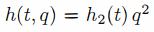 h(t, q) = h₂(t) q²